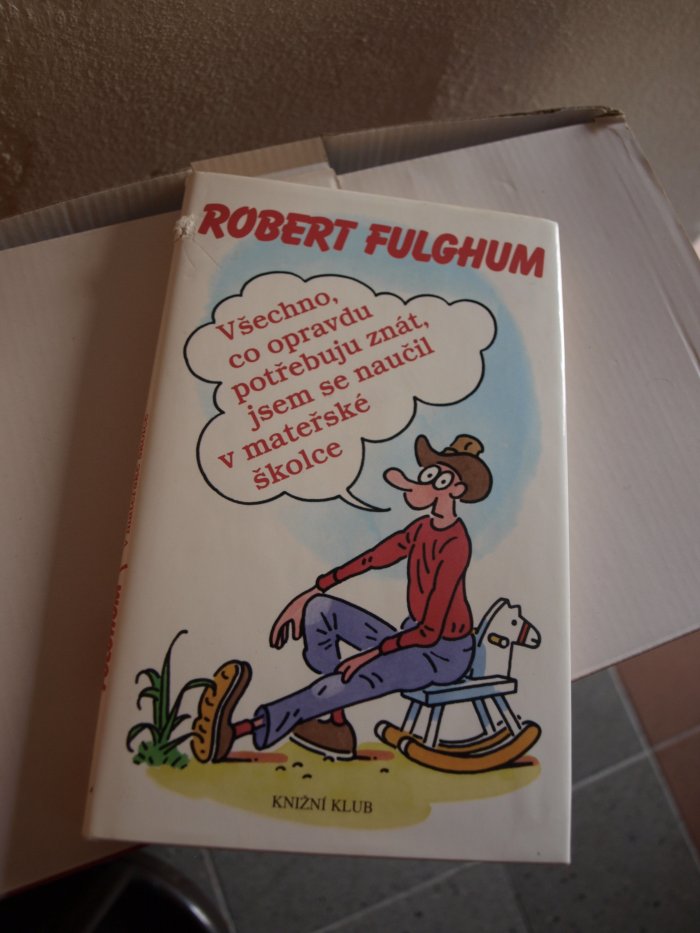 ROBERT FULGHUM
Všechno,
co opravdu
potřebuju znát,
jsem se naučil
v mateřské
školce
KNIŽNÍ KLUB